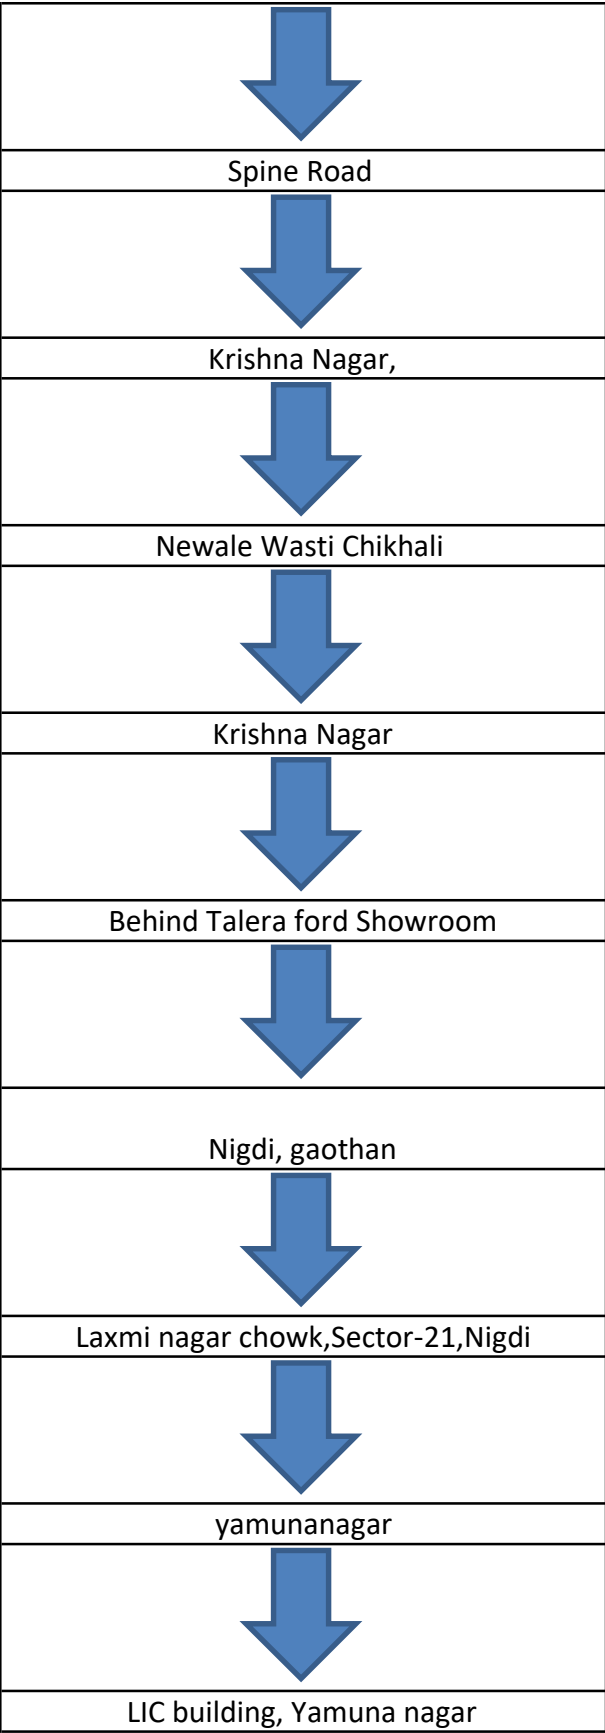 Spine Road
Krishna Nagar,
Newale Wasti Chikhali
Krishna Nagar
Behind Talera ford Showroom
Nigdi, gaothan
Laxmi nagar chowk,Sector-21,Nigdi
yamunanagar
LIC building, Yamuna nagar